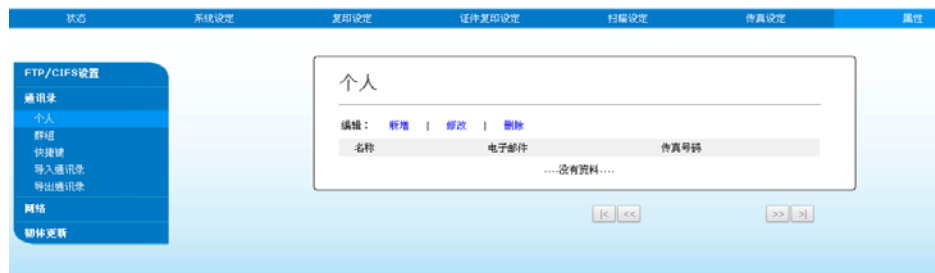 状态 系统设定 复印设定 证件复印设定 扫瞄设定 传真设定 属性
FTP/CIFS设置
通讯录
个人
群组
快捷键
导入通讯录
导出通讯录
网络
韧体更新
个人
编辑： 新增 | 修改 | 删除
名称 电子邮件 传真号码
....没有资料....
|< << >> >|